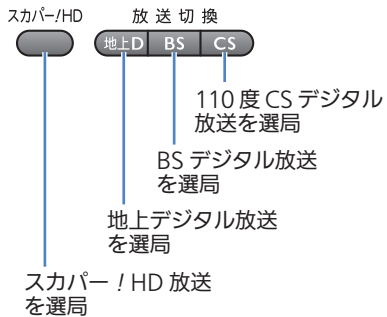 スカパー!HD 放送切換
地上D BS CS
110度CSデジタル
放送を選局
BSデジタル放送
を選局
地上デジタル放送
を選局
スカパー！HD放送
を選局